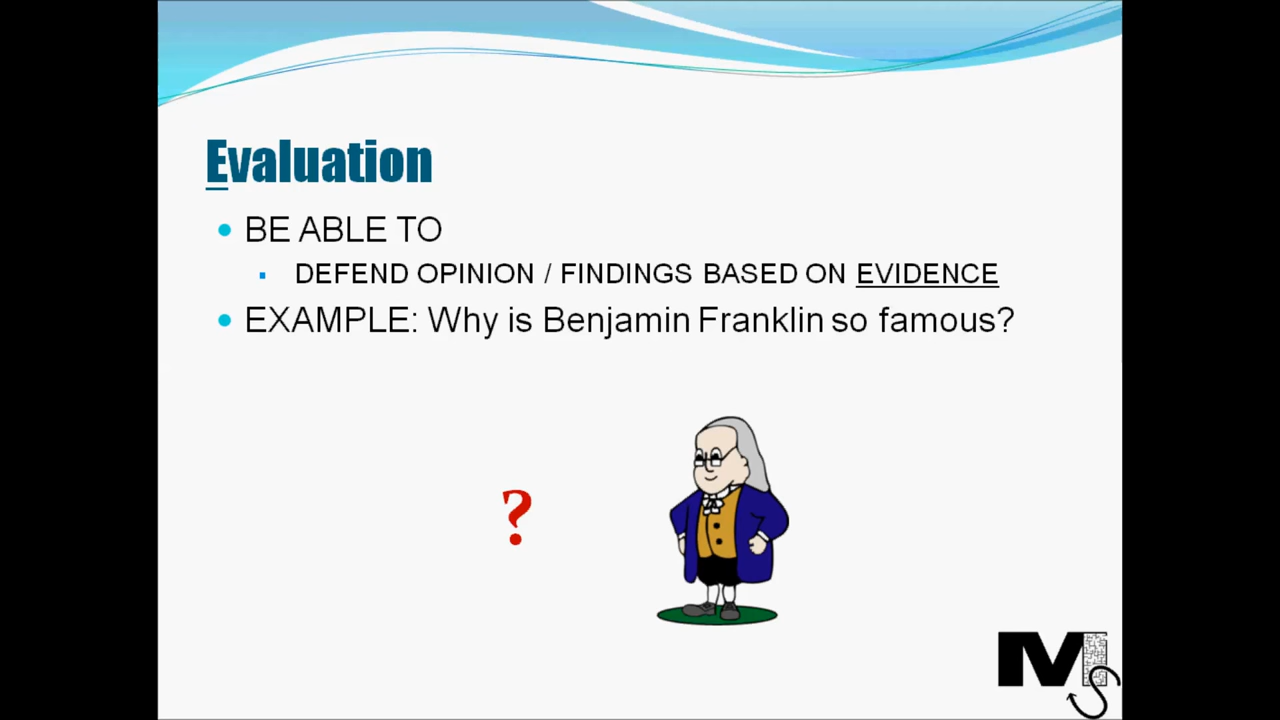 Evaluation
BE ABLE TO
DEFEND OPINION / FINDINGS BASED ON EVIDENCE
EXAMPLE: Why is Benjamin Franklin so famous?
?